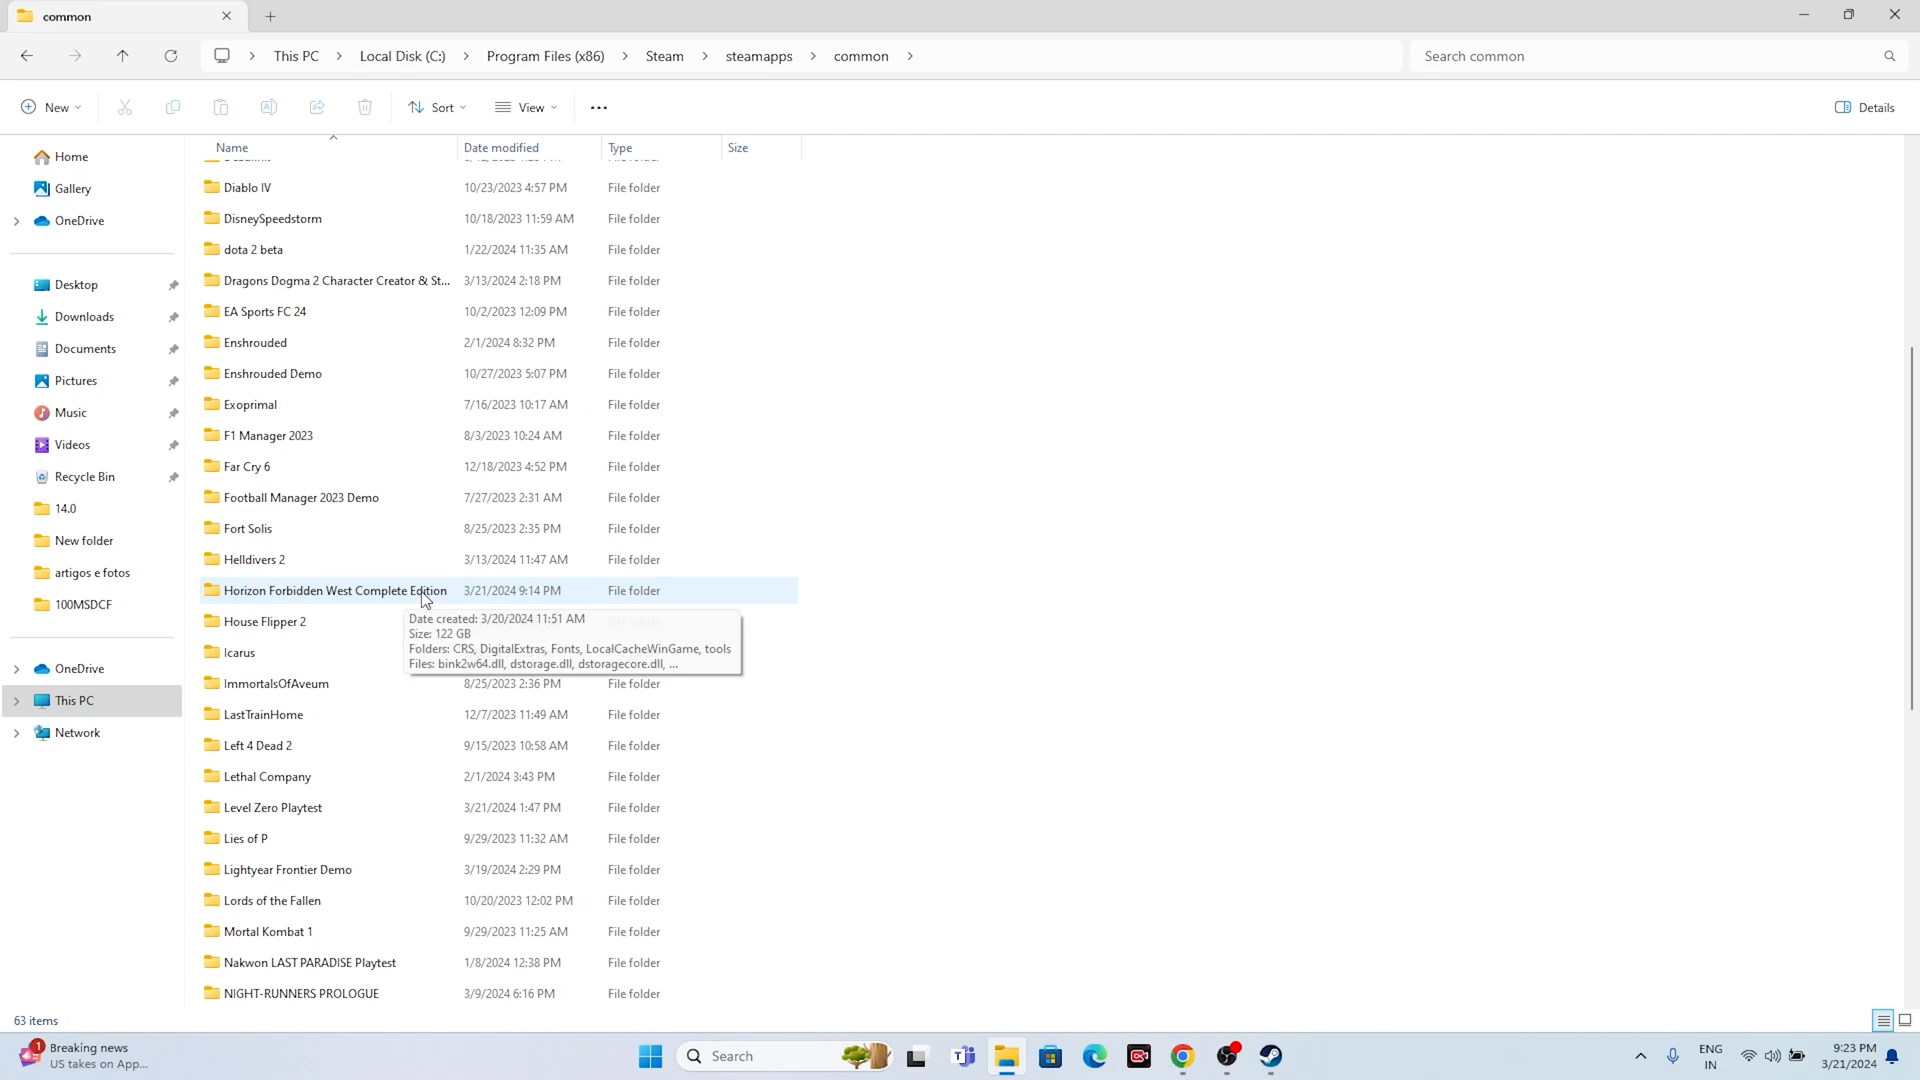 common
This PC > Local Disk (C:) > Program Files (x86) > Steam > steamapps > common >
Search common
New
Sort
View
Details
Name Date modified Type Size
Home
Gallery
OneDrive
Desktop
Downloads
Documents
Pictures
Music
Videos
Recycle Bin
14.0
New folder
artigos e fotos
100MSDCF
OneDrive
This PC
Network
Diablo IV 10/23/2023 4:57 PM File folder
DisneySpeedstorm 10/18/2023 11:59 AM File folder
dota 2 beta 1/22/2024 11:35 AM File folder
Dragons Dogma 2 Character Creator & St... 3/13/2024 2:18 PM File folder
EA Sports FC 24 10/2/2023 12:09 PM File folder
Enshrouded 2/1/2024 8:32 PM File folder
Enshrouded Demo 10/27/2023 5:07 PM File folder
Exoprimal 7/16/2023 10:17 AM File folder
F1 Manager 2023 8/3/2023 10:24 AM File folder
Far Cry 6 12/18/2023 4:52 PM File folder
Football Manager 2023 Demo 7/27/2023 2:31 AM File folder
Fort Solis 8/25/2023 2:35 PM File folder
Helldivers 2 3/13/2024 11:47 AM File folder
Horizon Forbidden West Complete Edition 3/21/2024 9:14 PM File folder
House Flipper 2
Icarus
Date created: 3/20/2024 11:51 AM
Size: 122 GB
Folders: CRS, DigitalExtras, Fonts, LocalCacheWinGame, tools
Files: bink2w64.dll, dstorage.dll, dstoragecore.dll, ...
ImmortalsOfAveum 8/25/2023 2:36 PM File folder
LastTrainHome 12/7/2023 11:49 AM File folder
Left 4 Dead 2 9/15/2023 10:58 AM File folder
Lethal Company 2/1/2024 3:43 PM File folder
Level Zero Playtest 3/21/2024 1:47 PM File folder
Lies of P 9/29/2023 11:32 AM File folder
Lightyear Frontier Demo 3/19/2024 2:29 PM File folder
Lords of the Fallen 10/20/2023 12:02 PM File folder
Mortal Kombat 1 9/29/2023 11:25 AM File folder
Nakwon LAST PARADISE Playtest 1/8/2024 12:38 PM File folder
NIGHT-RUNNERS PROLOGUE 3/9/2024 6:16 PM File folder
63 items
1
Breaking news
US takes on App...
Search
ENG
IN
9:23 PM
3/21/2024